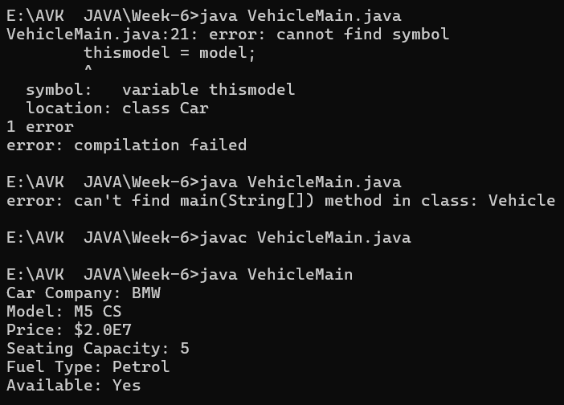 E:\AVK  JAVA\Week-6>java VehicleMain.java
VehicleMain.java:21: error: cannot find symbol
        thismodel = model;
        ^
  symbol:   variable thismodel
  location: class Car
1 error
error: compilation failed

E:\AVK  JAVA\Week-6>java VehicleMain.java
error: can't find main(String[]) method in class: Vehicle

E:\AVK  JAVA\Week-6>javac VehicleMain.java

E:\AVK  JAVA\Week-6>java VehicleMain
Car Company: BMW
Model: M5 CS
Price: $2.0E7
Seating Capacity: 5
Fuel Type: Petrol
Available: Yes